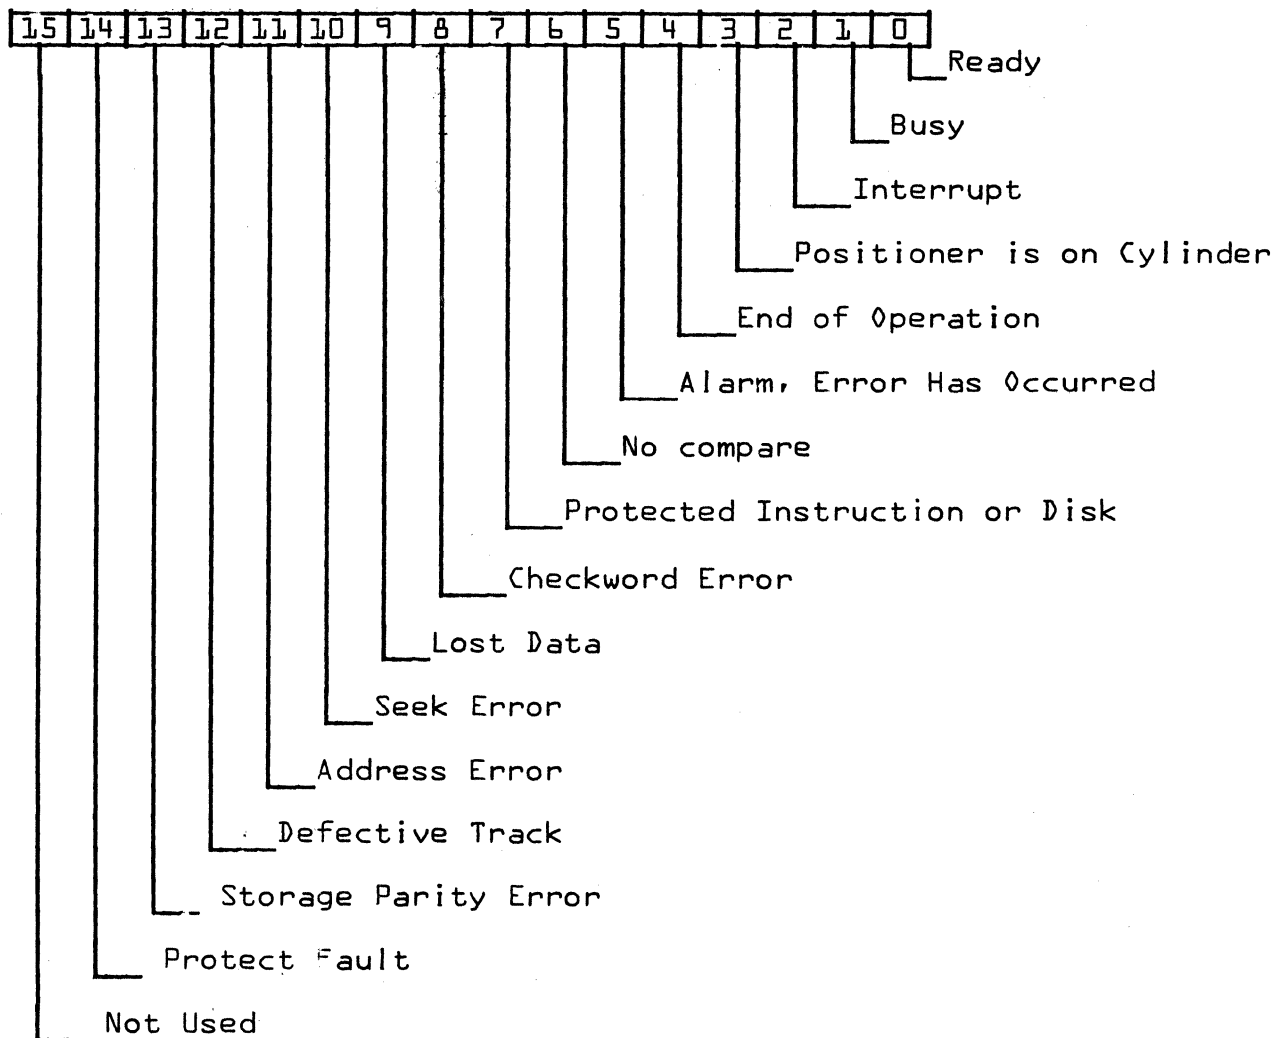 15 14 13 12 11 10 9 8 7 6 5 4 3 2 1 0
Ready
Busy
Interrupt
Positioner is on Cylinder
End of Operation
Alarm, Error Has Occurred
No compare
Protected Instruction or Disk
Checkword Error
Lost Data
Seek Error
Address Error
Defective Track
Storage Parity Error
Protect Fault
Not Used